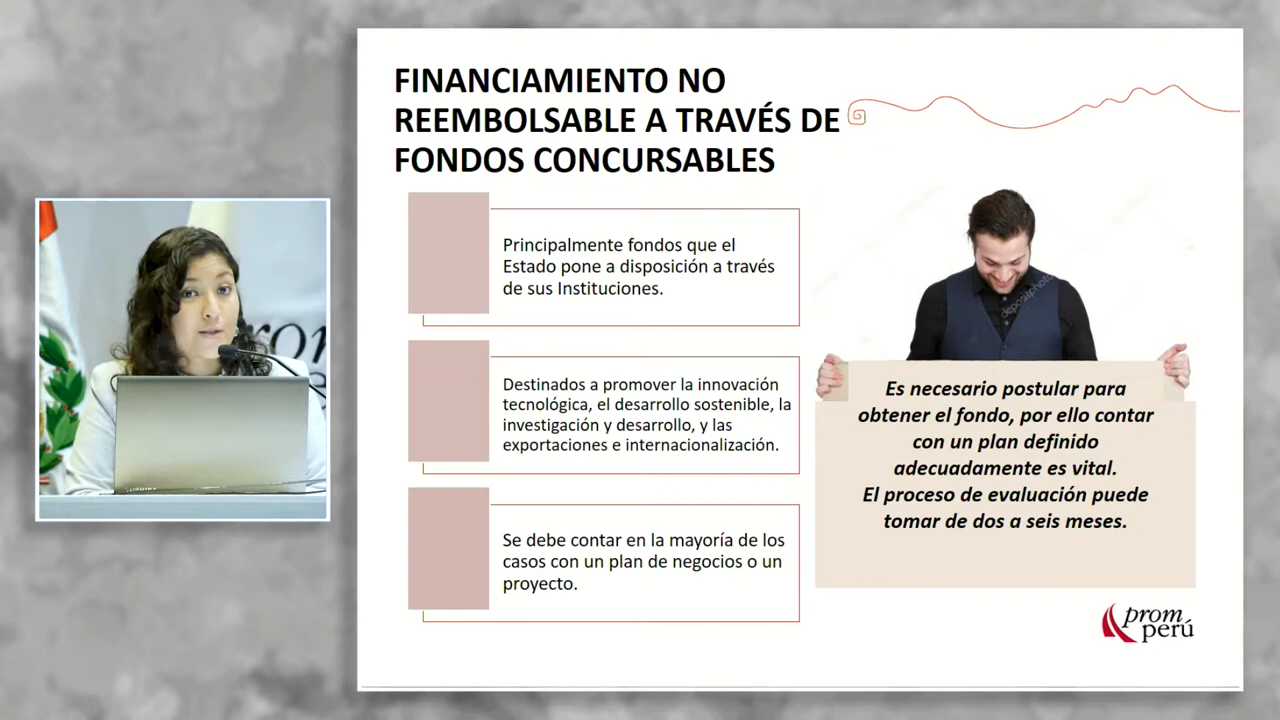 FINANCIAMIENTO NO
REEMBOLSABLE A TRAVÉS DE
FONDOS CONCURSABLES
Principalmente fondos que el
Estado pone a disposición a través
de sus Instituciones.
Destinados a promover la innovación
tecnológica, el desarrollo sostenible, la
investigación y desarrollo, y las
exportaciones e internacionalización.
Se debe contar en la mayoría de los
casos con un plan de negocios o un
proyecto.
depositphotos
Es necesario postular para
obtener el fondo, por ello contar
con un plan definido
adecuadamente es vital.
El proceso de evaluación puede
tomar de dos a seis meses.
prom
perú